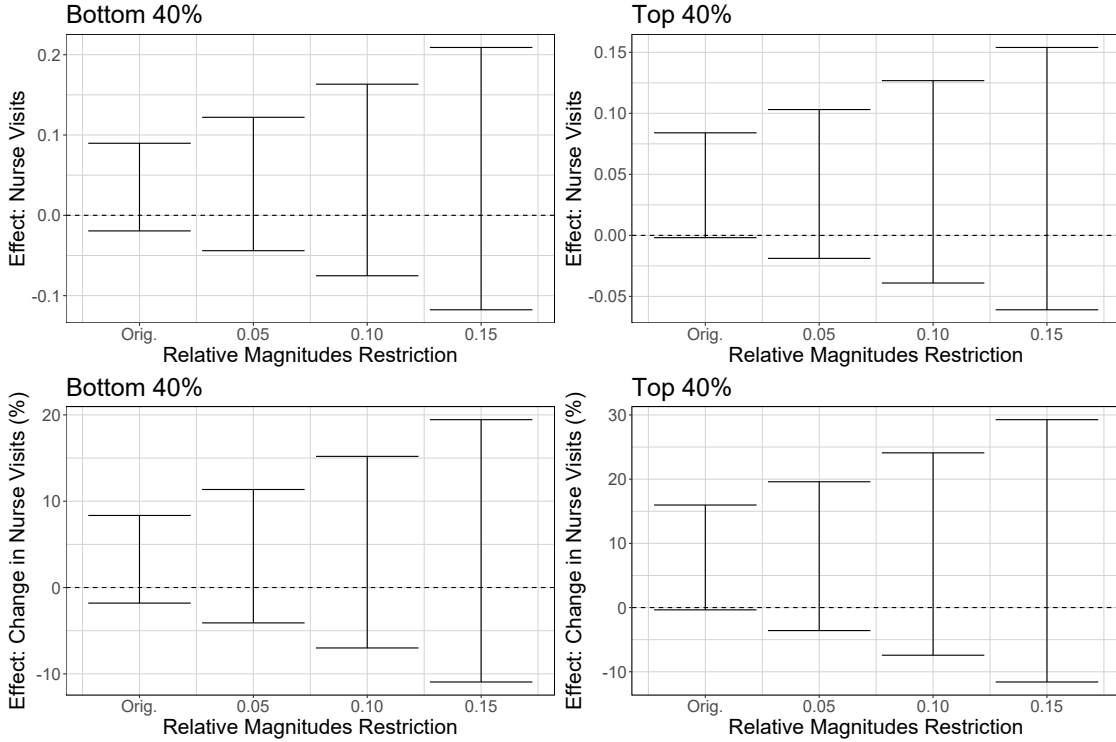 Bottom 40%
Effect: Nurse Visits
0.2
0.1
0.0
-0.1
Orig. 0.05 0.10 0.15
Relative Magnitudes Restriction
Top 40%
Effect: Nurse Visits
0.15
0.10
0.05
0.00
-0.05
Orig. 0.05 0.10 0.15
Relative Magnitudes Restriction
Bottom 40%
Effect: Change in Nurse Visits (%)
20
10
0
-10
Orig. 0.05 0.10 0.15
Relative Magnitudes Restriction
Top 40%
Effect: Change in Nurse Visits (%)
30
20
10
0
-10
Orig. 0.05 0.10 0.15
Relative Magnitudes Restriction